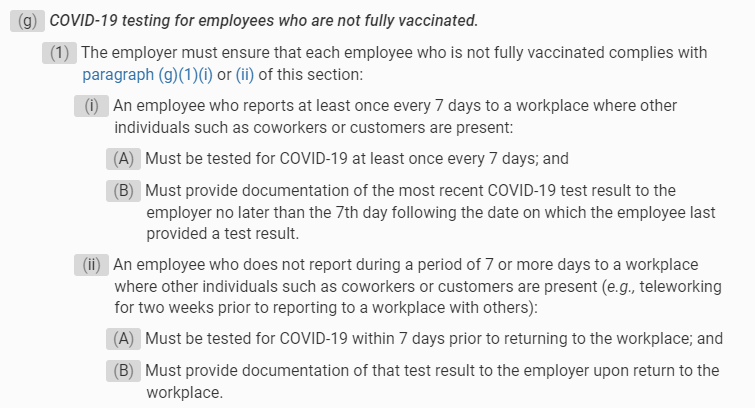 (g) COVID-19 testing for employees who are not fully vaccinated.
(1) The employer must ensure that each employee who is not fully vaccinated complies with
paragraph (g)(1)(i) or (ii) of this section:
(i) An employee who reports at least once every 7 days to a workplace where other
individuals such as coworkers or customers are present:
(A) Must be tested for COVID-19 at least once every 7 days; and
(B) Must provide documentation of the most recent COVID-19 test result to the
employer no later than the 7th day following the date on which the employee last
provided a test result.
(ii) An employee who does not report during a period of 7 or more days to a workplace
where other individuals such as coworkers or customers are present (e.g., teleworking
for two weeks prior to reporting to a workplace with others):
(A) Must be tested for COVID-19 within 7 days prior to returning to the workplace; and
(B) Must provide documentation of that test result to the employer upon return to the
workplace.